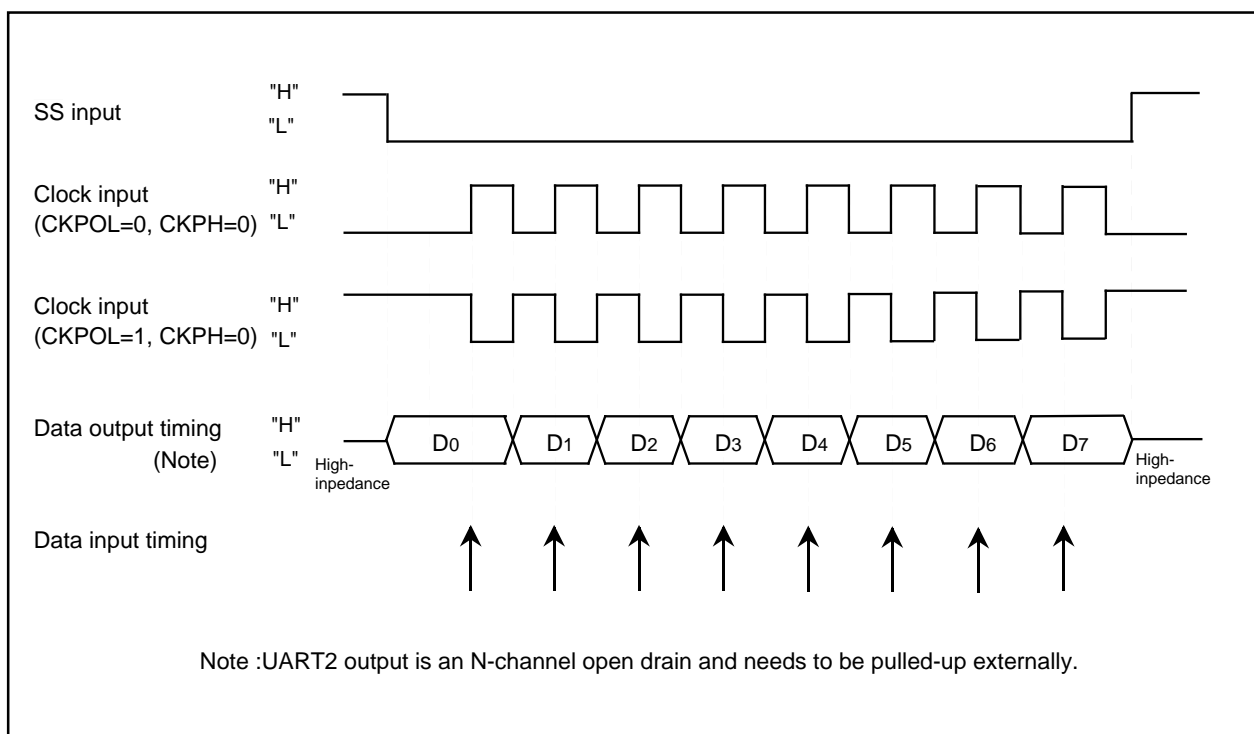 SS input
"H"
"L"
Clock input
(CKPOL=0, CKPH=0)
"H"
"L"
Clock input
(CKPOL=1, CKPH=0)
"H"
"L"
Data output timing
(Note)
"H"
"L"
High-
inpedance
D0
D1
D2
D3
D4
D5
D6
D7
High-
inpedance
Data input timing
Note :UART2 output is an N-channel open drain and needs to be pulled-up externally.